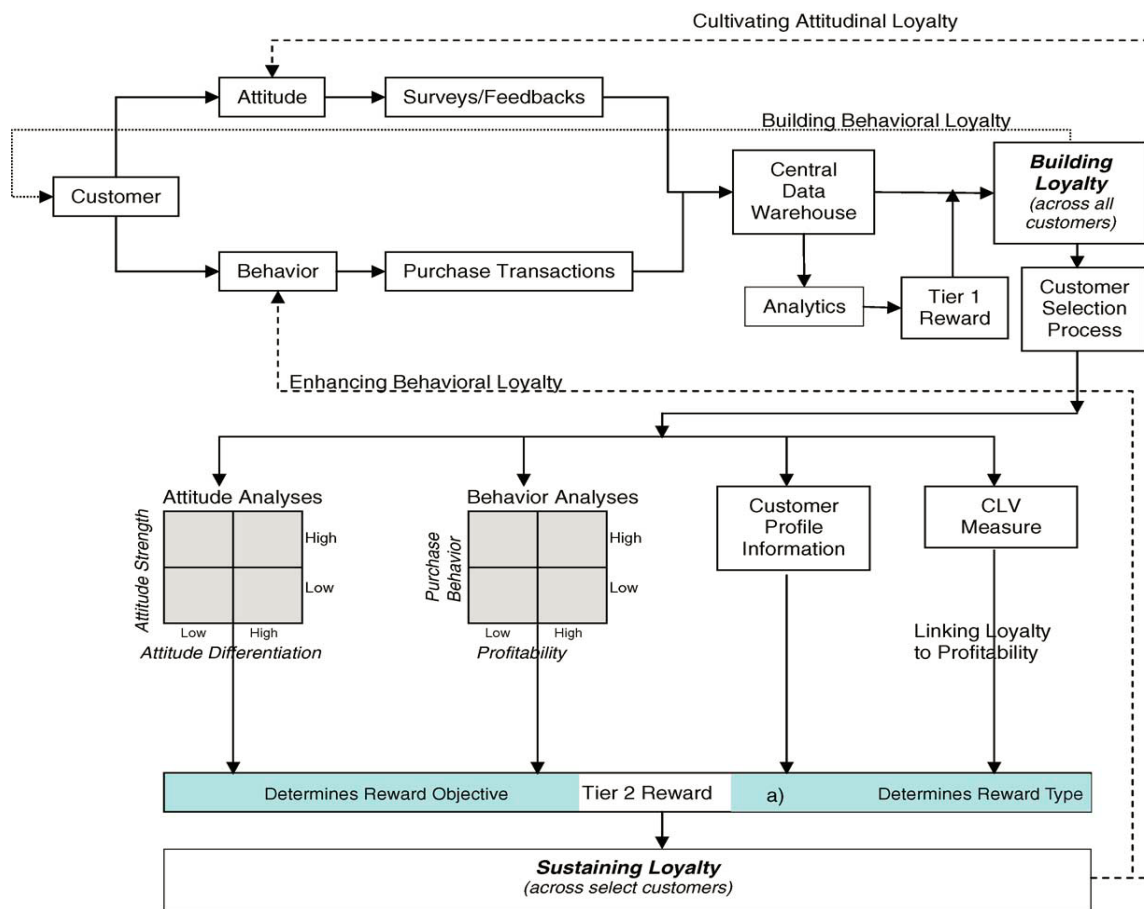 Cultivating Attitudinal Loyalty
Attitude
Surveys/Feedbacks
Building Behavioral Loyalty
Customer
Central
Data
Warehouse
Building
Loyalty
(across all
customers)
Behavior
Purchase Transactions
Analytics
Tier 1
Reward
Customer
Selection
Process
Enhancing Behavioral Loyalty
Attitude Analyses
Attitude Strength
High
Low
Low
High
Attitude Differentiation
Behavior Analyses
Purchase
Behavior
High
Low
Low
High
Profitability
Customer
Profile
Information
CLV
Measure
Linking Loyalty
to Profitability
Determines Reward Objective
Tier 2 Reward
a)
Determines Reward Type
Sustaining Loyalty
(across select customers)